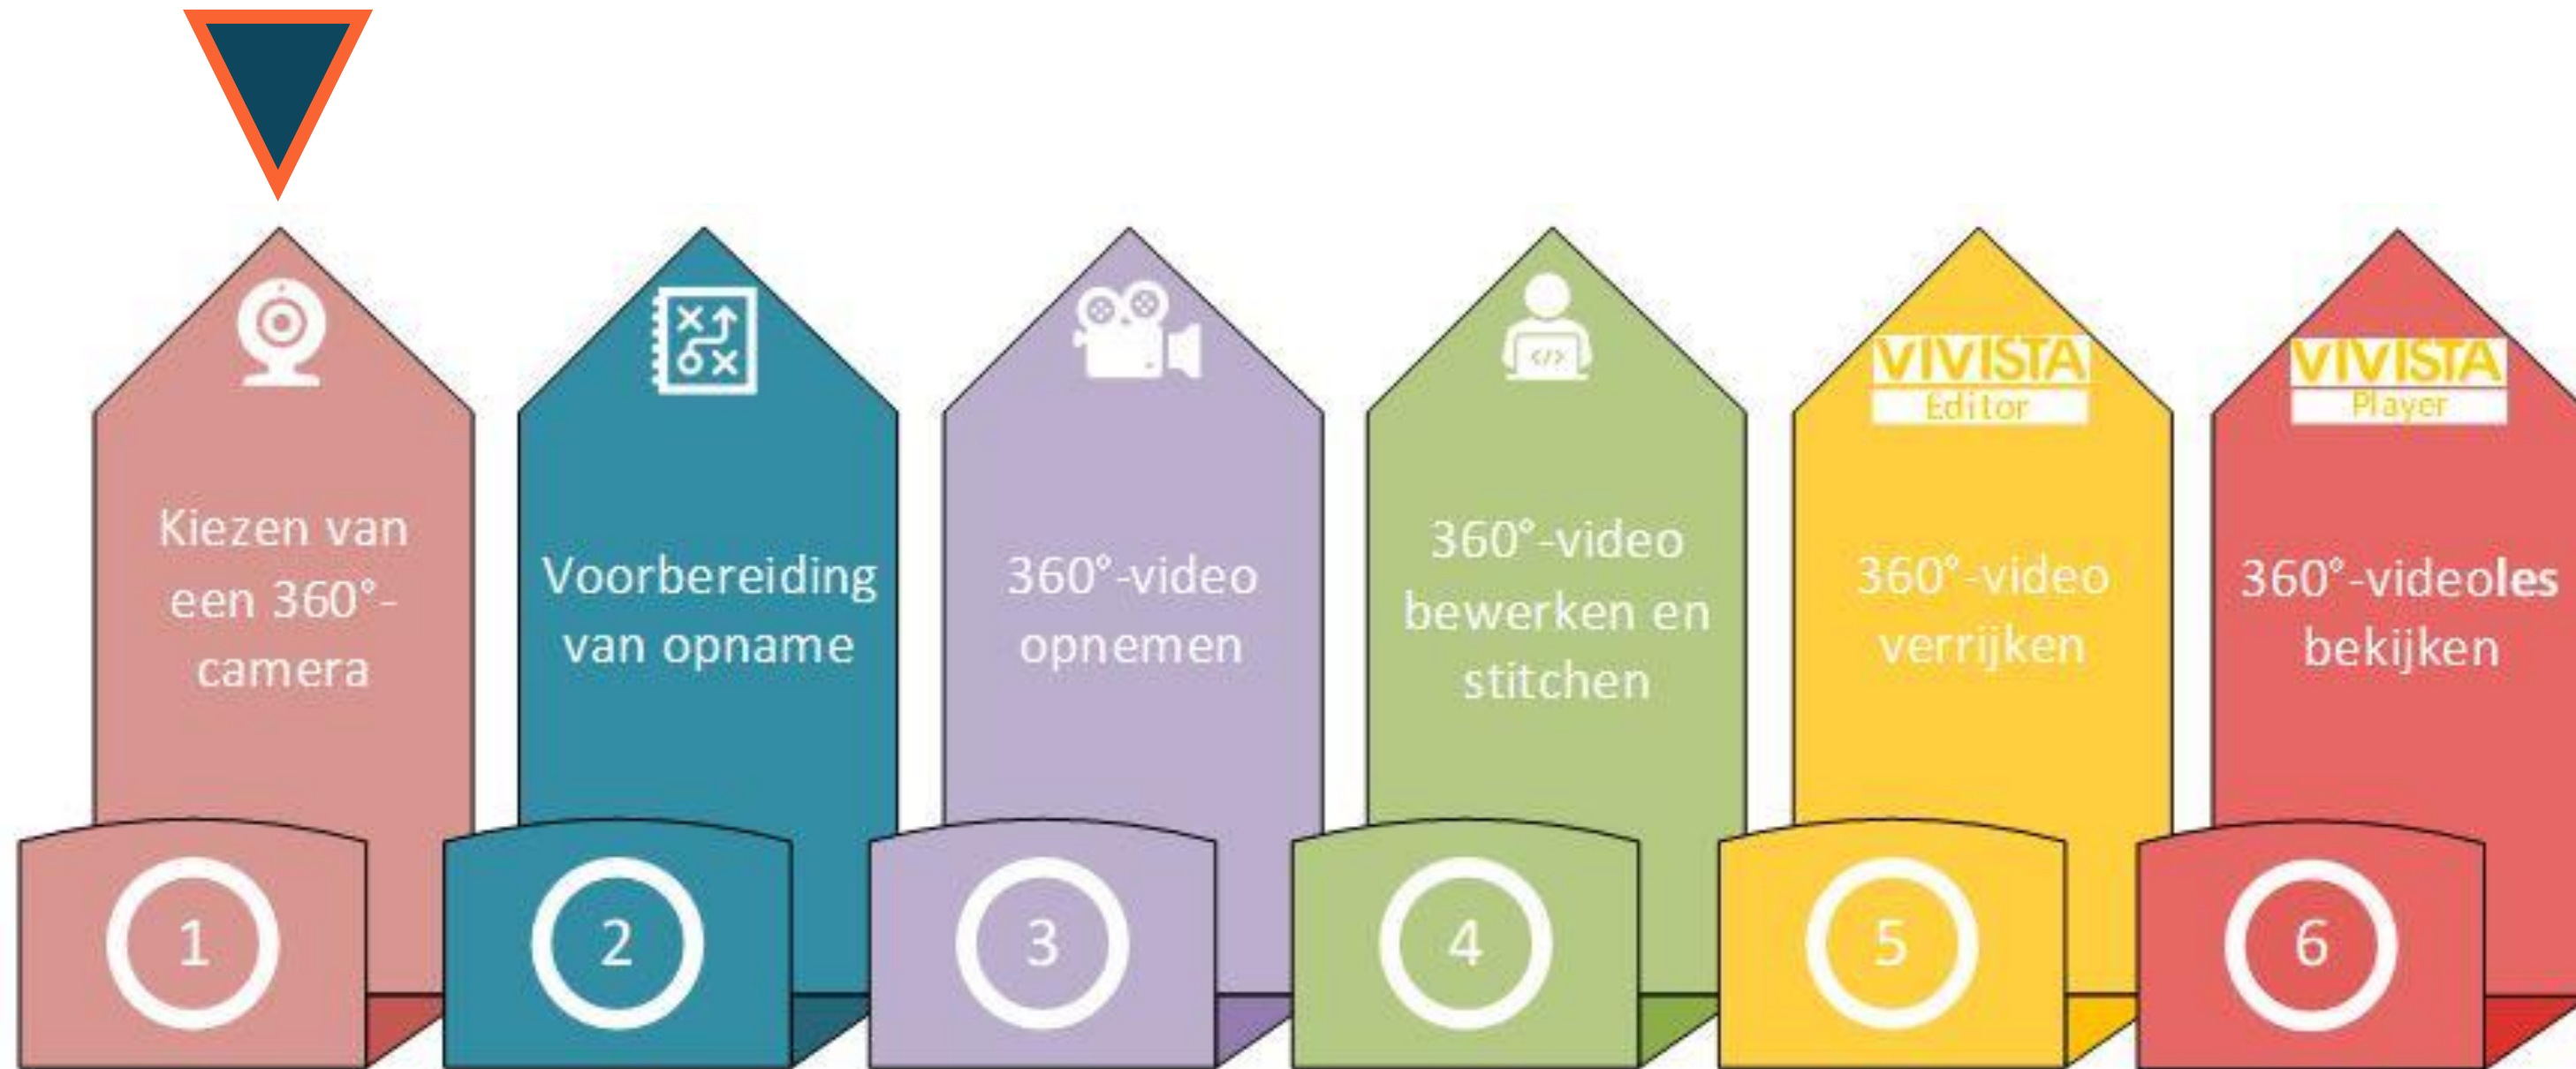 Kiezen van
een 360°-
camera
1
Voorbereiding
van opname
2
360°-video
opnemen
3
</>
360°-video
bewerken en
stitchen
4
VIVISTA
Editor
360°-video
verrijken
5
VIVISTA
Player
360°-videoles
bekijken
6